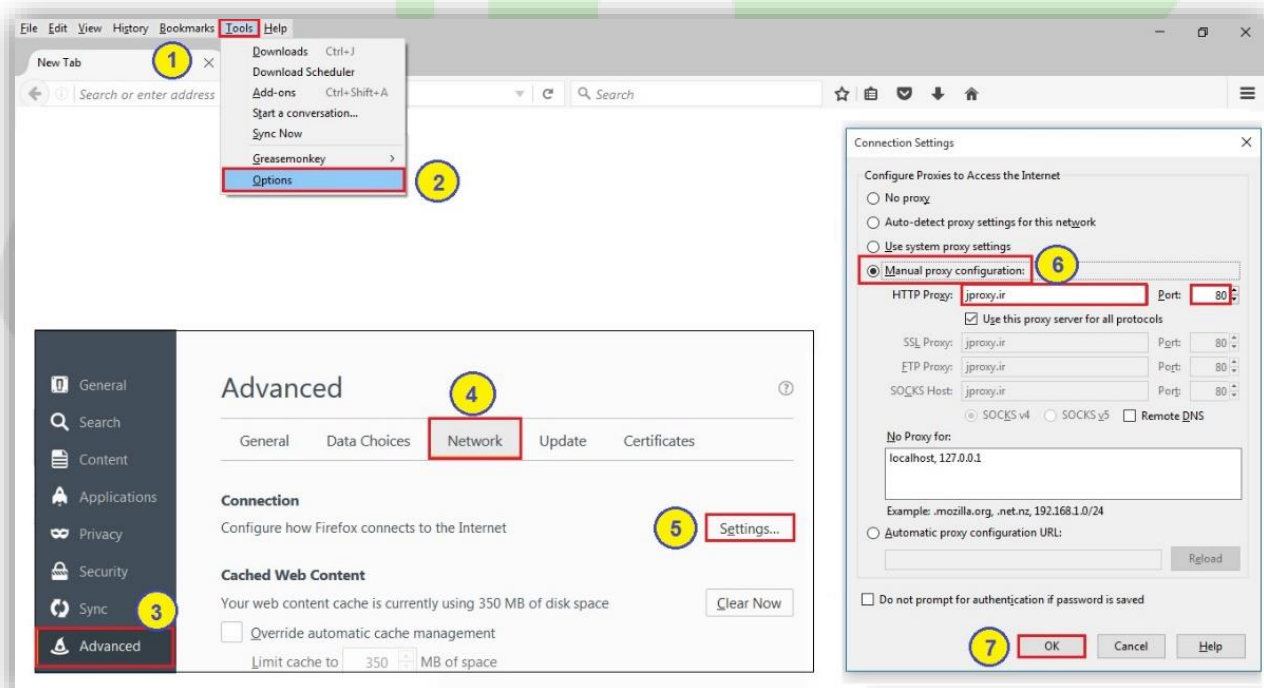 File Edit View History Bookmarks Tools Help
1
New Tab
Downloads Ctrl+J
Download Scheduler
Add-ons Ctrl+Shift+A
Start a conversation...
Sync Now
Greasemonkey
Options
2
Search or enter address
Search
Advanced
4
General Data Choices Network Update Certificates
Connection
Configure how Firefox connects to the Internet
5
Settings...
Cached Web Content
Your web content cache is currently using 350 MB of disk space
Clear Now
Override automatic cache management
Limit cache to 350 MB of space
General
Search
Content
Applications
Privacy
Security
Sync
3
Advanced
Connection Settings
Configure Proxies to Access the Internet
No proxy
Auto-detect proxy settings for this network
Use system proxy settings
Manual proxy configuration:
6
HTTP Proxy: jproxy.ir Port: 80
Use this proxy server for all protocols
SSL Proxy: jproxy.ir Port: 80
FTP Proxy: jproxy.ir Port: 80
SOCKS Host: jproxy.ir Port: 80
SOCKS v4 SOCKS v5 Remote DNS
No Proxy for:
localhost, 127.0.0.1
Example: .mozilla.org, .net.nz, 192.168.1.0/24
Automatic proxy configuration URL:
Reload
Do not prompt for authentication if password is saved
7
OK Cancel Help